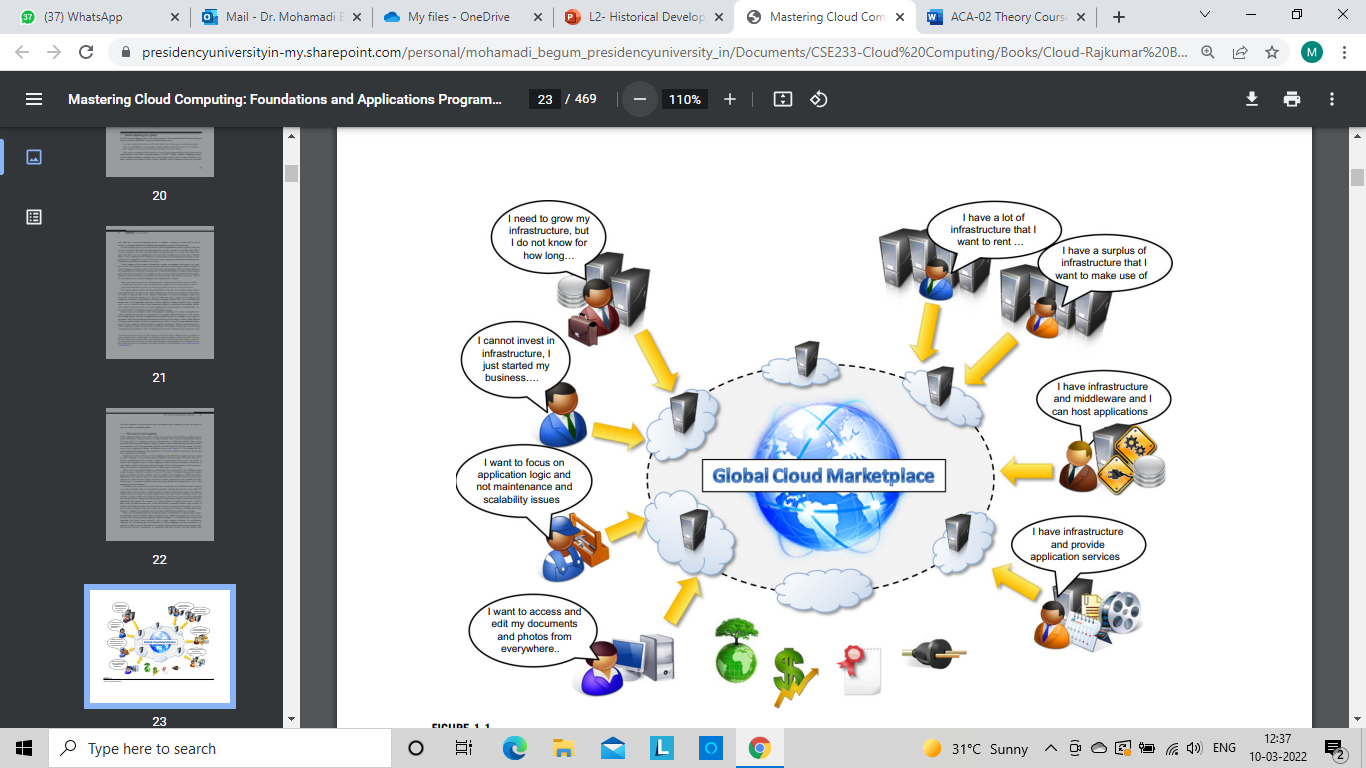 (37) WhatsApp
Mail - Dr. Mohamadi B
My files - OneDrive
L2- Historical Develop
Mastering Cloud Com
ACA-02 Theory Cours
presidencyuniversityin-my.sharepoint.com/personal/mohamadi_begum_presidencyuniversity_in/Documents/CSE233-Cloud%20Computing/Books/Cloud-Rajkumar%20B...
M
Mastering Cloud Computing: Foundations and Applications Program...
23 / 469
110%
20
21
22
23
I need to grow my
infrastructure, but
I do not know for
how long…
I cannot invest in
infrastructure, I
just started my
business….
I want to focus on
application logic and
not maintenance and
scalability issues
I want to access and
edit my documents
and photos from
everywhere..
I have a lot of
infrastructure that I
want to rent …
I have a surplus of
infrastructure that I
want to make use of
I have infrastructure
and middleware and I
can host applications
I have infrastructure
and provide
application services
Global Cloud Marketplace
FIGURE 1.1
Type here to search
31°C Sunny
ENG
12:37
10-03-2022
2